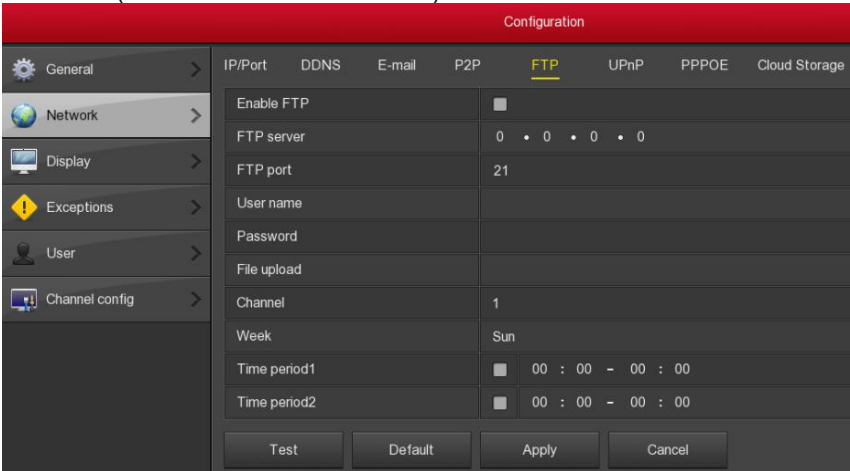 Configuration
General
Network
Display
Exceptions
User
Channel config
IP/Port DDNS E-mail P2P FTP UPnP PPPOE Cloud Storage
Enable FTP
FTP server 0 • 0 • 0 • 0
FTP port 21
User name
Password
File upload
Channel 1
Week Sun
Time period1 00 : 00 - 00 : 00
Time period2 00 : 00 - 00 : 00
Test Default Apply Cancel